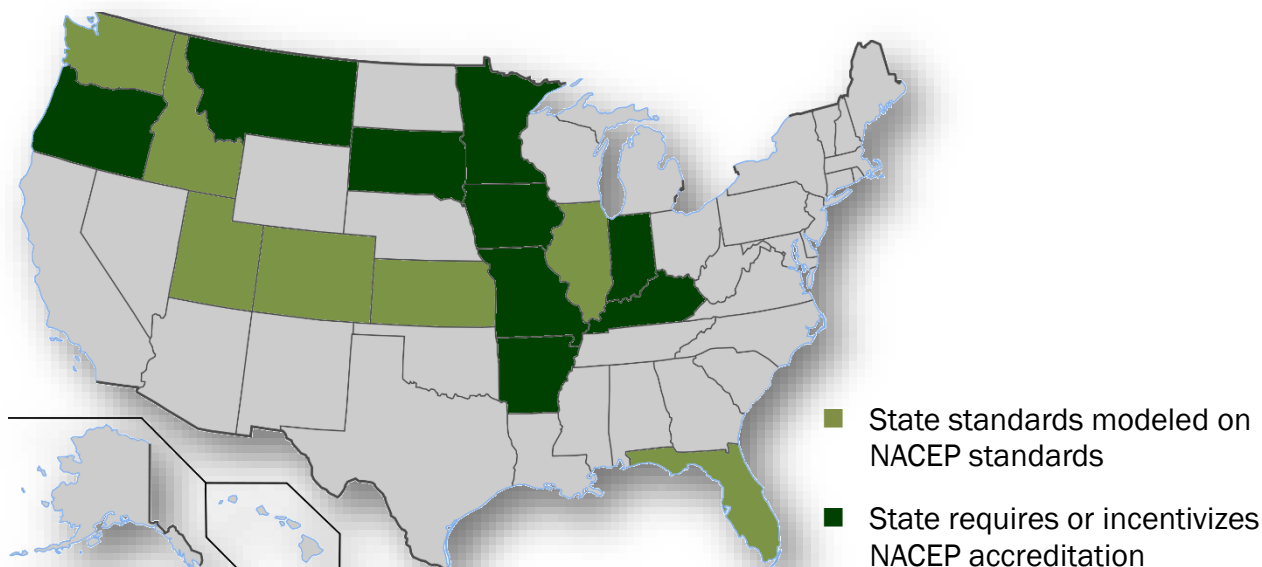 State standards modeled on
NACEP standards
State requires or incentivizes
NACEP accreditation